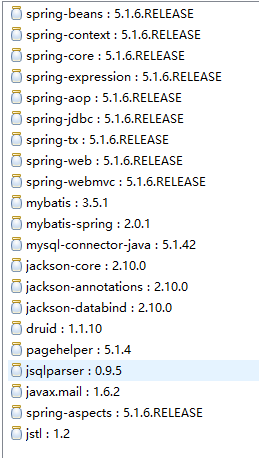 spring-beans : 5.1.6.RELEASE
spring-context : 5.1.6.RELEASE
spring-core : 5.1.6.RELEASE
spring-expression : 5.1.6.RELEASE
spring-aop : 5.1.6.RELEASE
spring-jdbc : 5.1.6.RELEASE
spring-tx : 5.1.6.RELEASE
spring-web : 5.1.6.RELEASE
spring-webmvc : 5.1.6.RELEASE
mybatis : 3.5.1
mybatis-spring : 2.0.1
mysql-connector-java : 5.1.42
jackson-core : 2.10.0
jackson-annotations : 2.10.0
jackson-databind : 2.10.0
druid : 1.1.10
pagehelper : 5.1.4
jsqlparser : 0.9.5
javax.mail : 1.6.2
spring-aspects : 5.1.6.RELEASE
jstl : 1.2